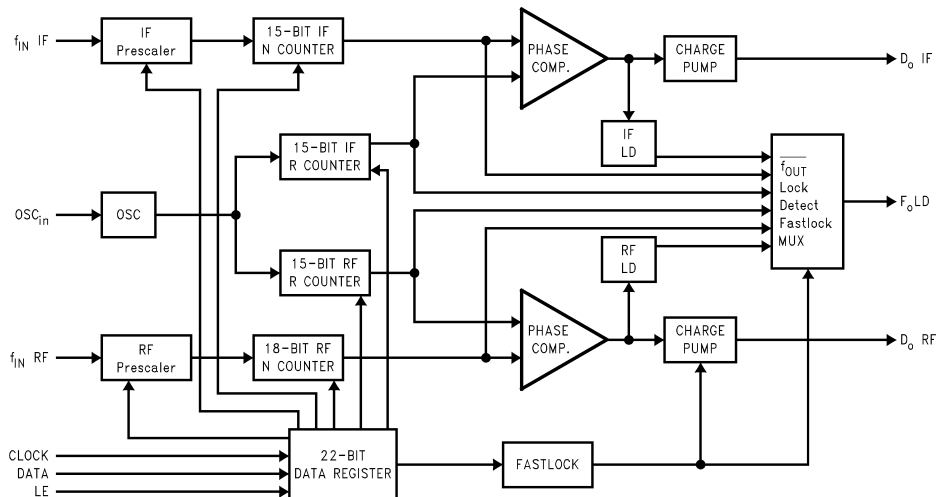 f_IN IF
IF
Prescaler
15-BIT IF
N COUNTER
PHASE
COMP.
CHARGE
PUMP
D_o IF
IF
LD
15-BIT IF
R COUNTER
OSC_in
OSC
f_OUT
Lock
Detect
Fastlock
MUX
F_oLD
15-BIT RF
R COUNTER
RF
LD
f_IN RF
RF
Prescaler
18-BIT RF
N COUNTER
PHASE
COMP.
CHARGE
PUMP
D_o RF
CLOCK
DATA
LE
22-BIT
DATA REGISTER
FASTLOCK